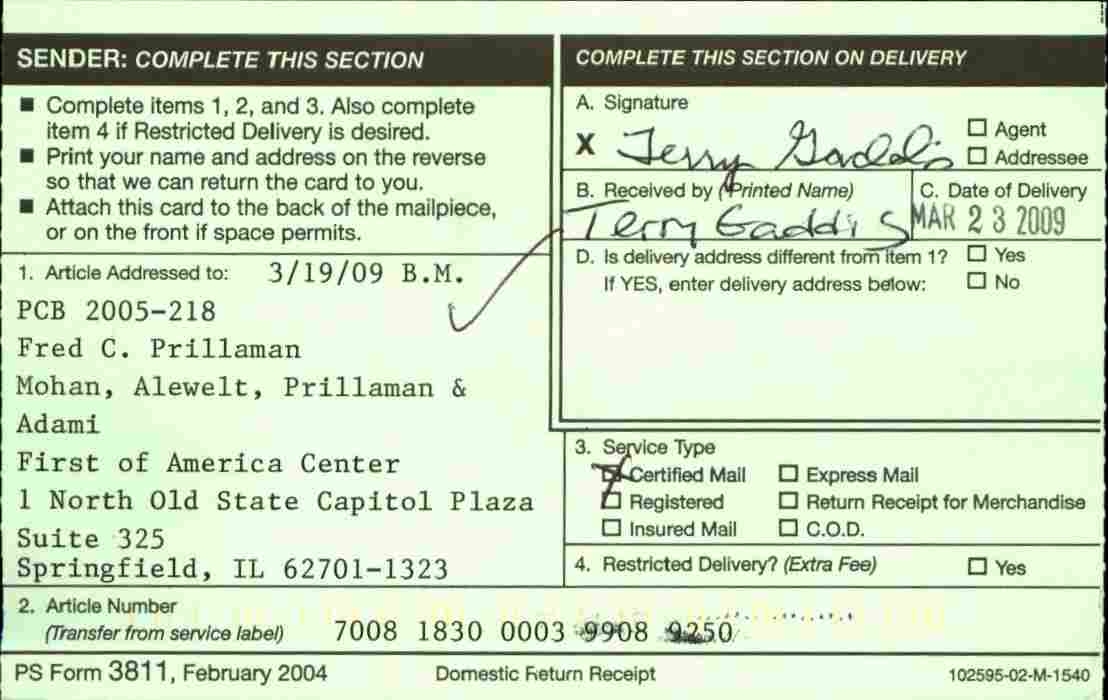 SENDER: COMPLETE THIS SECTION
■ Complete items 1, 2, and 3. Also complete
item 4 if Restricted Delivery is desired.
■ Print your name and address on the reverse
so that we can return the card to you.
■ Attach this card to the back of the mailpiece,
or on the front if space permits.
1. Article Addressed to: 3/19/09 B.M.
PCB 2005-218
Fred C. Prillaman
Mohan, Alewelt, Prillaman &
Adami
First of America Center
1 North Old State Capitol Plaza
Suite 325
Springfield, IL 62701-1323
COMPLETE THIS SECTION ON DELIVERY
A. Signature
X Terry Gaddis
☐ Agent
☐ Addressee
B. Received by (Printed Name)
Terry Gaddis
C. Date of Delivery
MAR 23 2009
D. Is delivery address different from item 1? ☐ Yes
If YES, enter delivery address below: ☐ No
3. Service Type
☑ Certified Mail ☐ Express Mail
☐ Registered ☐ Return Receipt for Merchandise
☐ Insured Mail ☐ C.O.D.
4. Restricted Delivery? (Extra Fee) ☐ Yes
2. Article Number
(Transfer from service label) 7008 1830 0003 9908 9250
PS Form 3811, February 2004 Domestic Return Receipt 102595-02-M-1540